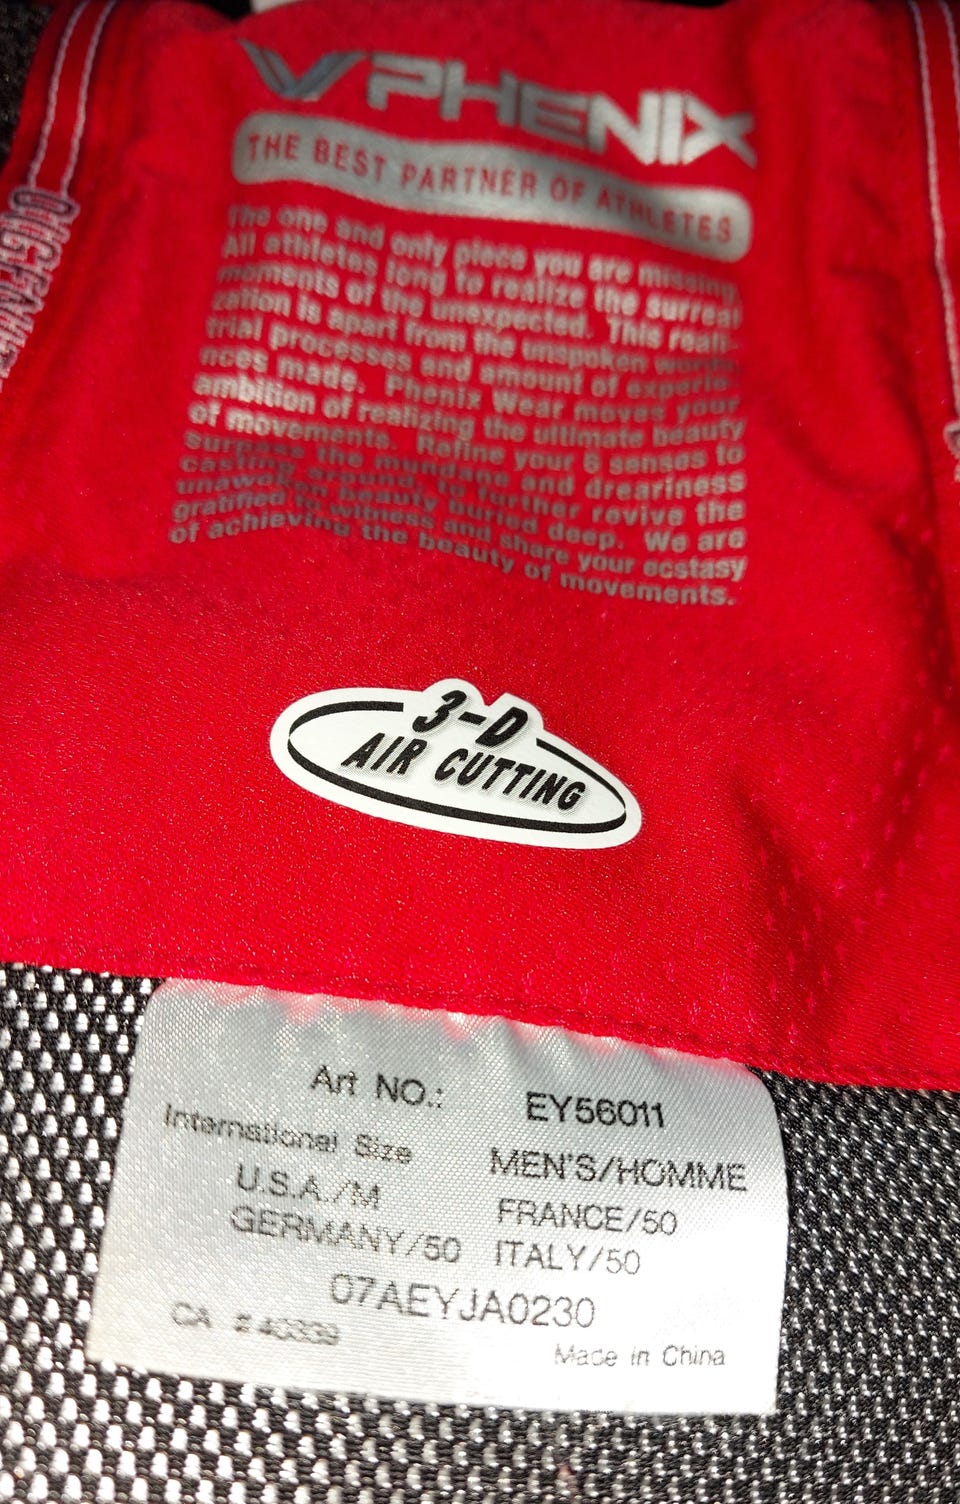 PHENIX
THE BEST PARTNER OF ATHLETES
The one and only piece you are missing.
All athletes long to realize the surreal
moments of the unexpected. This reali-
zation is apart from the unspoken words,
trial processes and amount of experie-
nces made. Phenix Wear moves your
ambition of realizing the ultimate beauty
of movements. Refine your 6 senses to
surpass the mundane and dreariness
casting around, to further revive the
unawoken beauty buried deep. We are
gratified to witness and share your ecstasy
of achieving the beauty of movements.
3-D
AIR CUTTING
Art NO.: EY56011
International Size MEN'S/HOMME
U.S.A./M FRANCE/50
GERMANY/50 ITALY/50
07AEYJA0230
CA #40339
Made in China